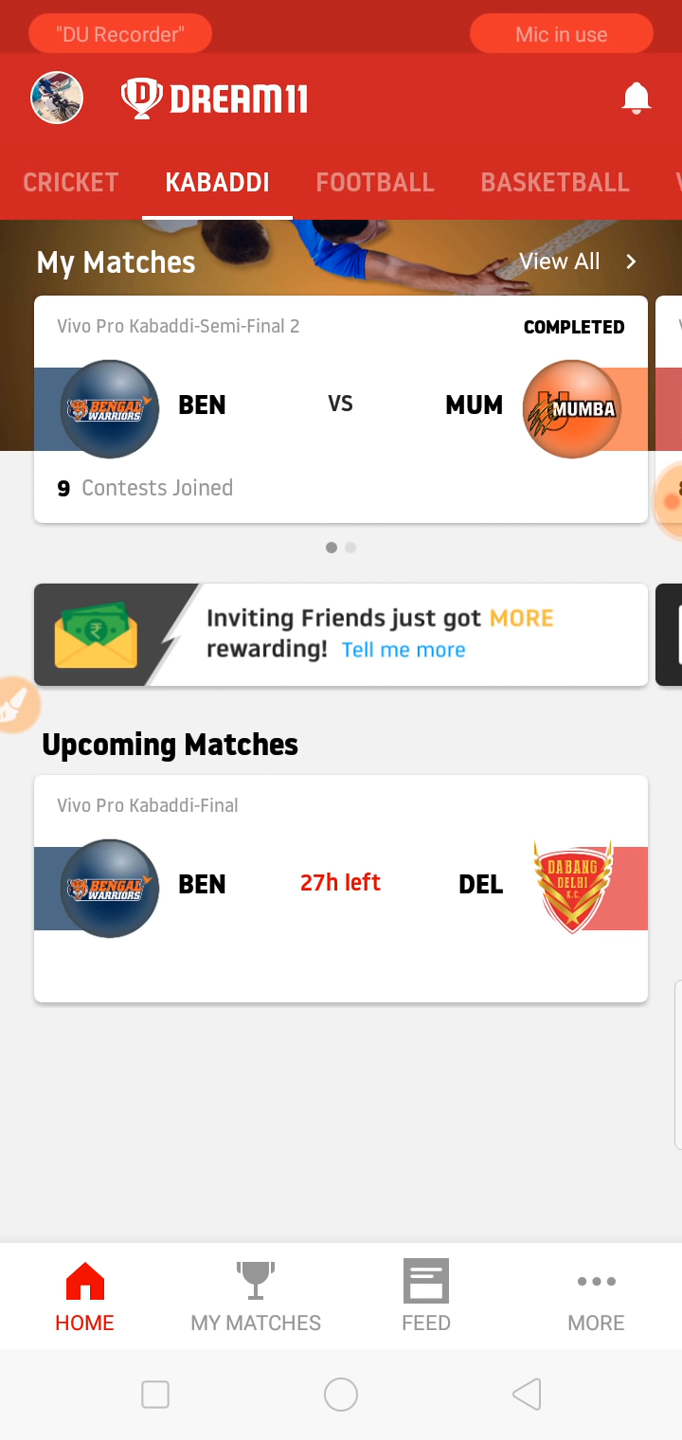 "DU Recorder" Mic in use
DREAM11
CRICKET KABADDI FOOTBALL BASKETBALL
My Matches View All
Vivo Pro Kabaddi-Semi-Final 2 COMPLETED
BENGAL WARRIORS BEN VS MUM U MUMBA
9 Contests Joined
Inviting Friends just got MORE
rewarding! Tell me more
Upcoming Matches
Vivo Pro Kabaddi-Final
BENGAL WARRIORS BEN 27h left DEL DABANG DELHI K.C.
HOME MY MATCHES FEED MORE